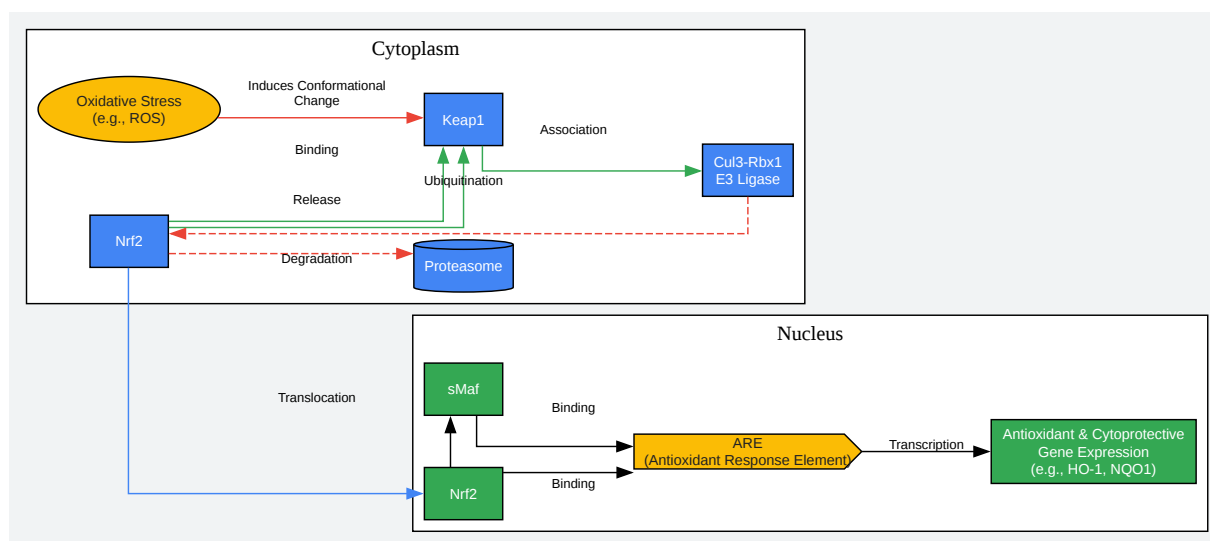 Cytoplasm
Oxidative Stress
(e.g., ROS)
Induces Conformational
Change
Keap1
Association
Binding
Cul3-Rbx1
E3 Ligase
Ubiquitination
Release
Nrf2
Degradation
Proteasome
Nucleus
sMaf
Translocation
Binding
ARE
(Antioxidant Response Element)
Transcription
Antioxidant & Cytoprotective
Gene Expression
(e.g., HO-1, NQO1)
Nrf2
Binding